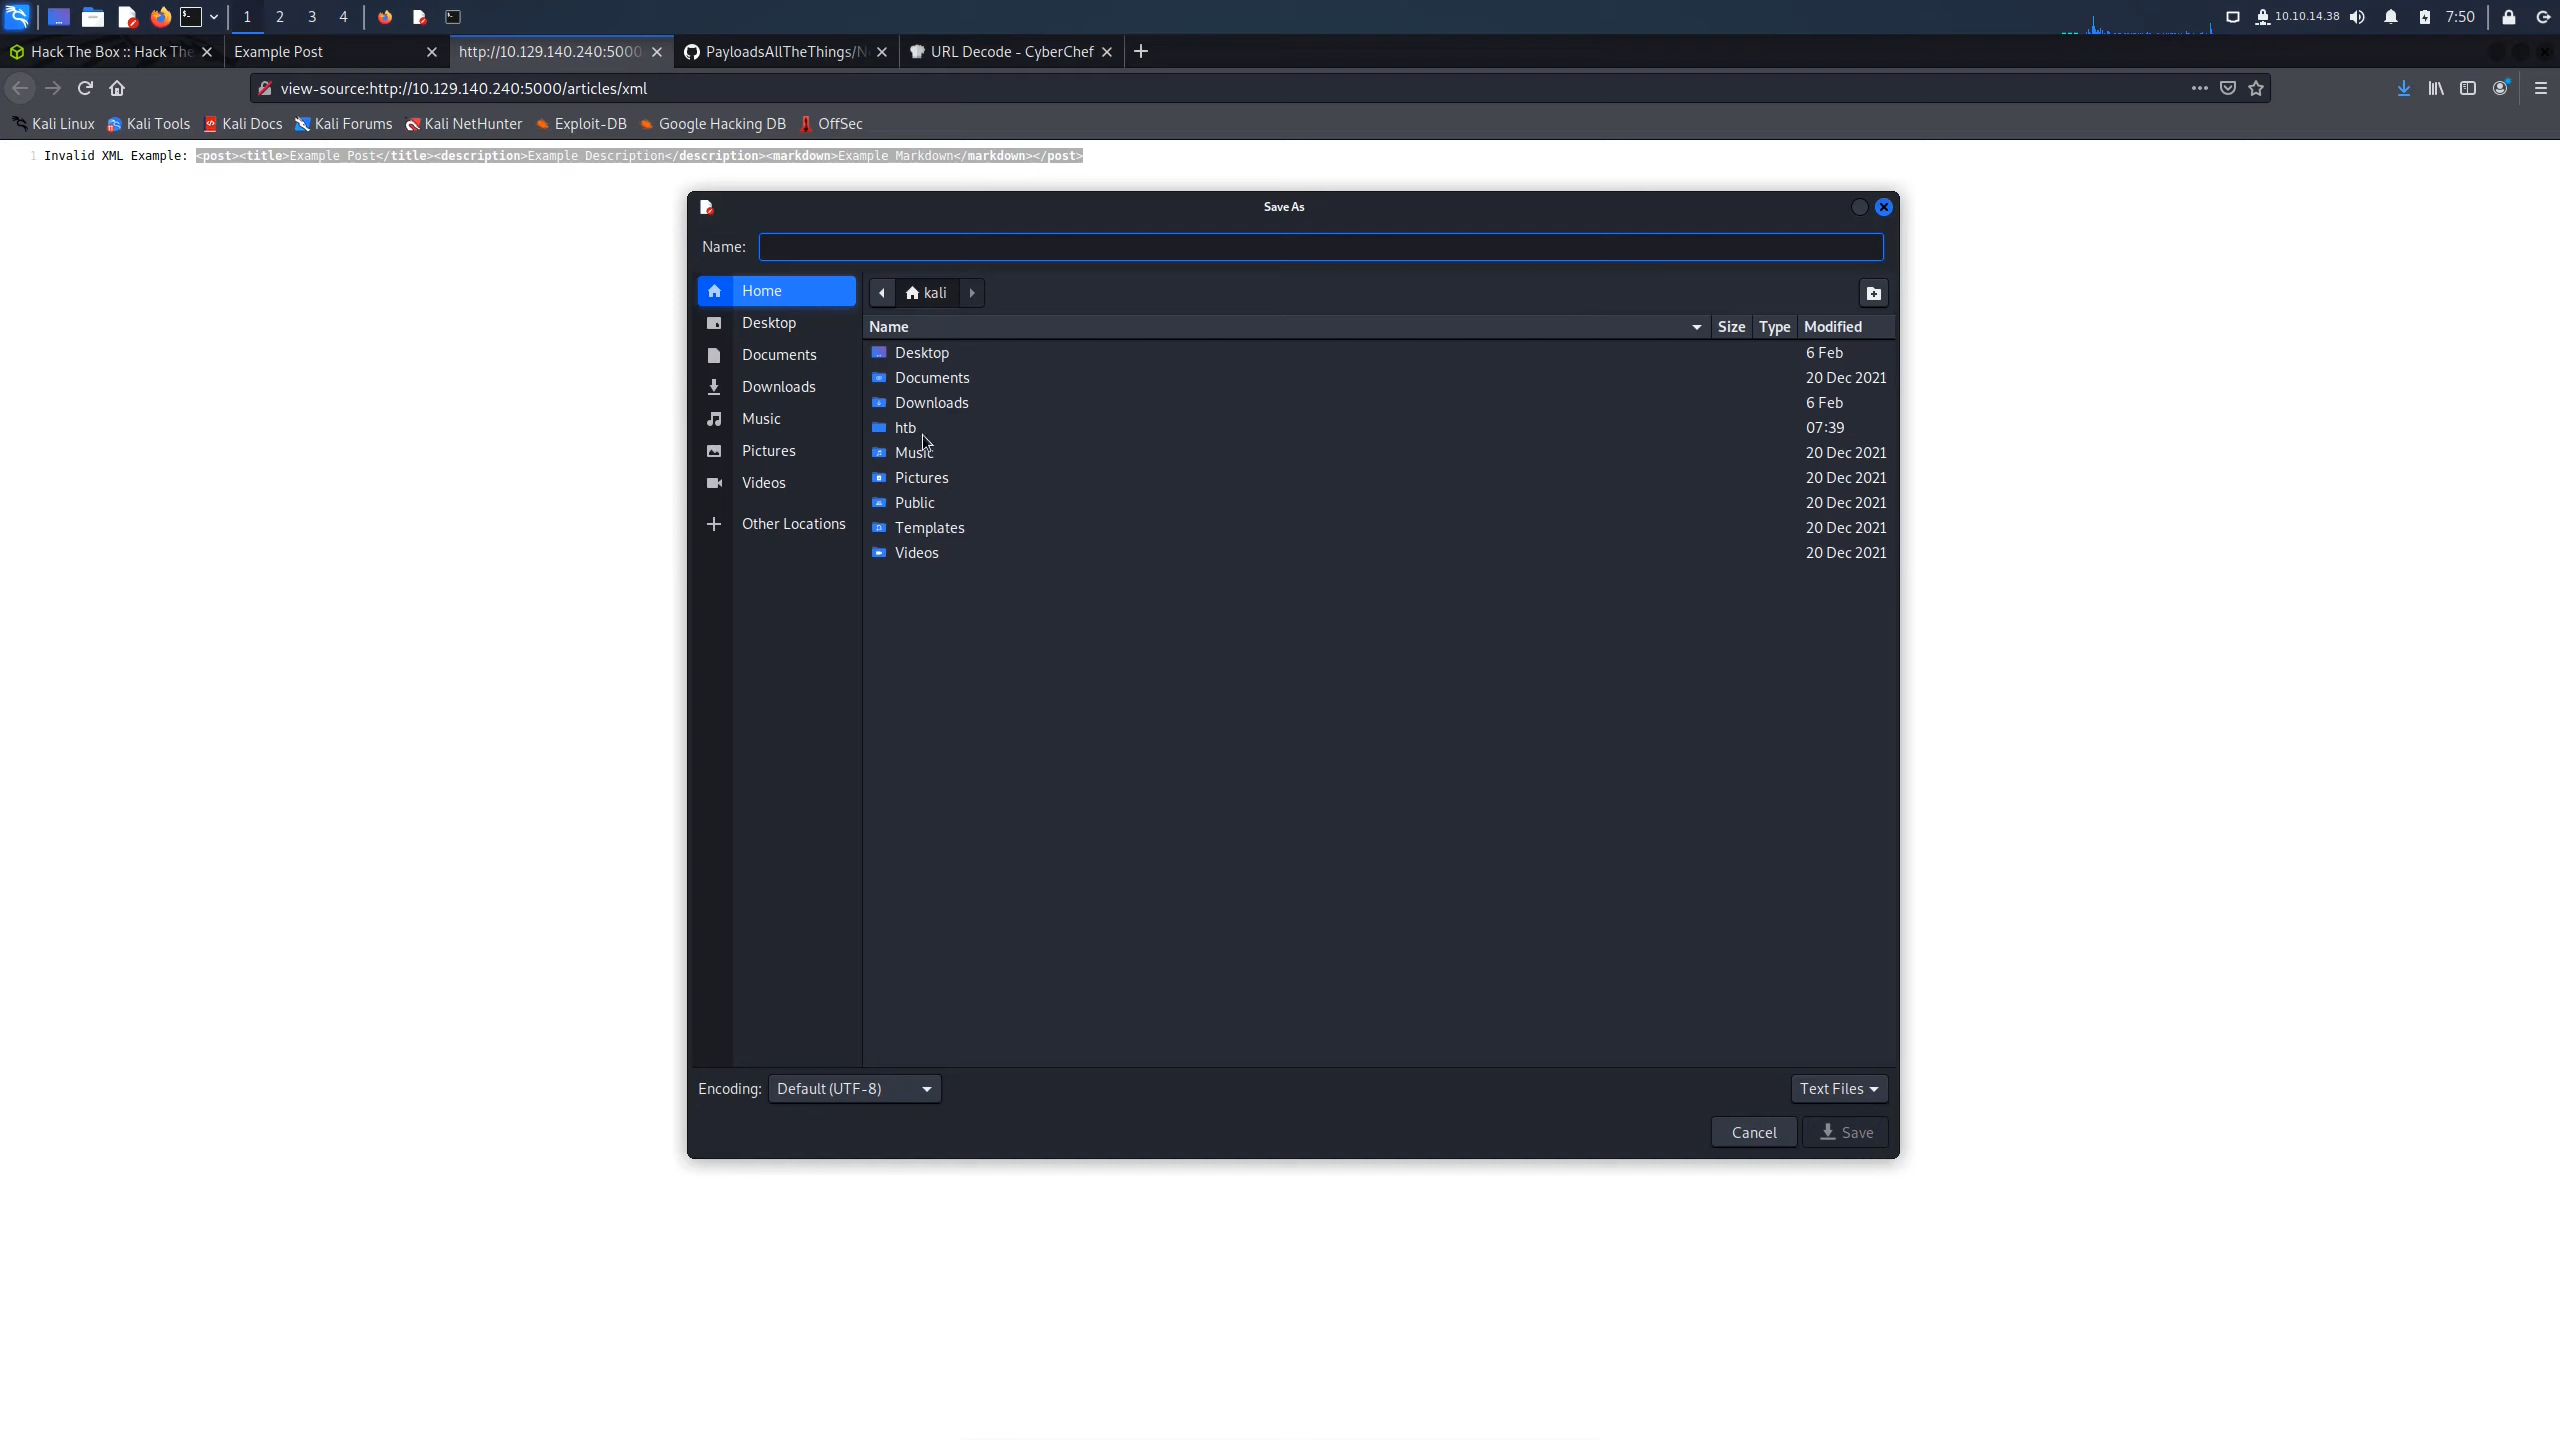 1 2 3 4 10.10.14.38 7:50
Hack The Box :: Hack The Example Post http://10.129.140.240:5000 PayloadsAllTheThings/N URL Decode - CyberChef
view-source:http://10.129.140.240:5000/articles/xml
Kali Linux Kali Tools Kali Docs Kali Forums Kali NetHunter Exploit-DB Google Hacking DB OffSec
1 Invalid XML Example: <post><title>Example Post</title><description>Example Description</description><markdown>Example Markdown</markdown></post>
Save As
Name:
Home
Desktop
Documents
Downloads
Music
Pictures
Videos
Other Locations
kali
Name Size Type Modified
Desktop 6 Feb
Documents 20 Dec 2021
Downloads 6 Feb
htb 07:39
Music 20 Dec 2021
Pictures 20 Dec 2021
Public 20 Dec 2021
Templates 20 Dec 2021
Videos 20 Dec 2021
Encoding: Default (UTF-8) Text Files
Cancel Save